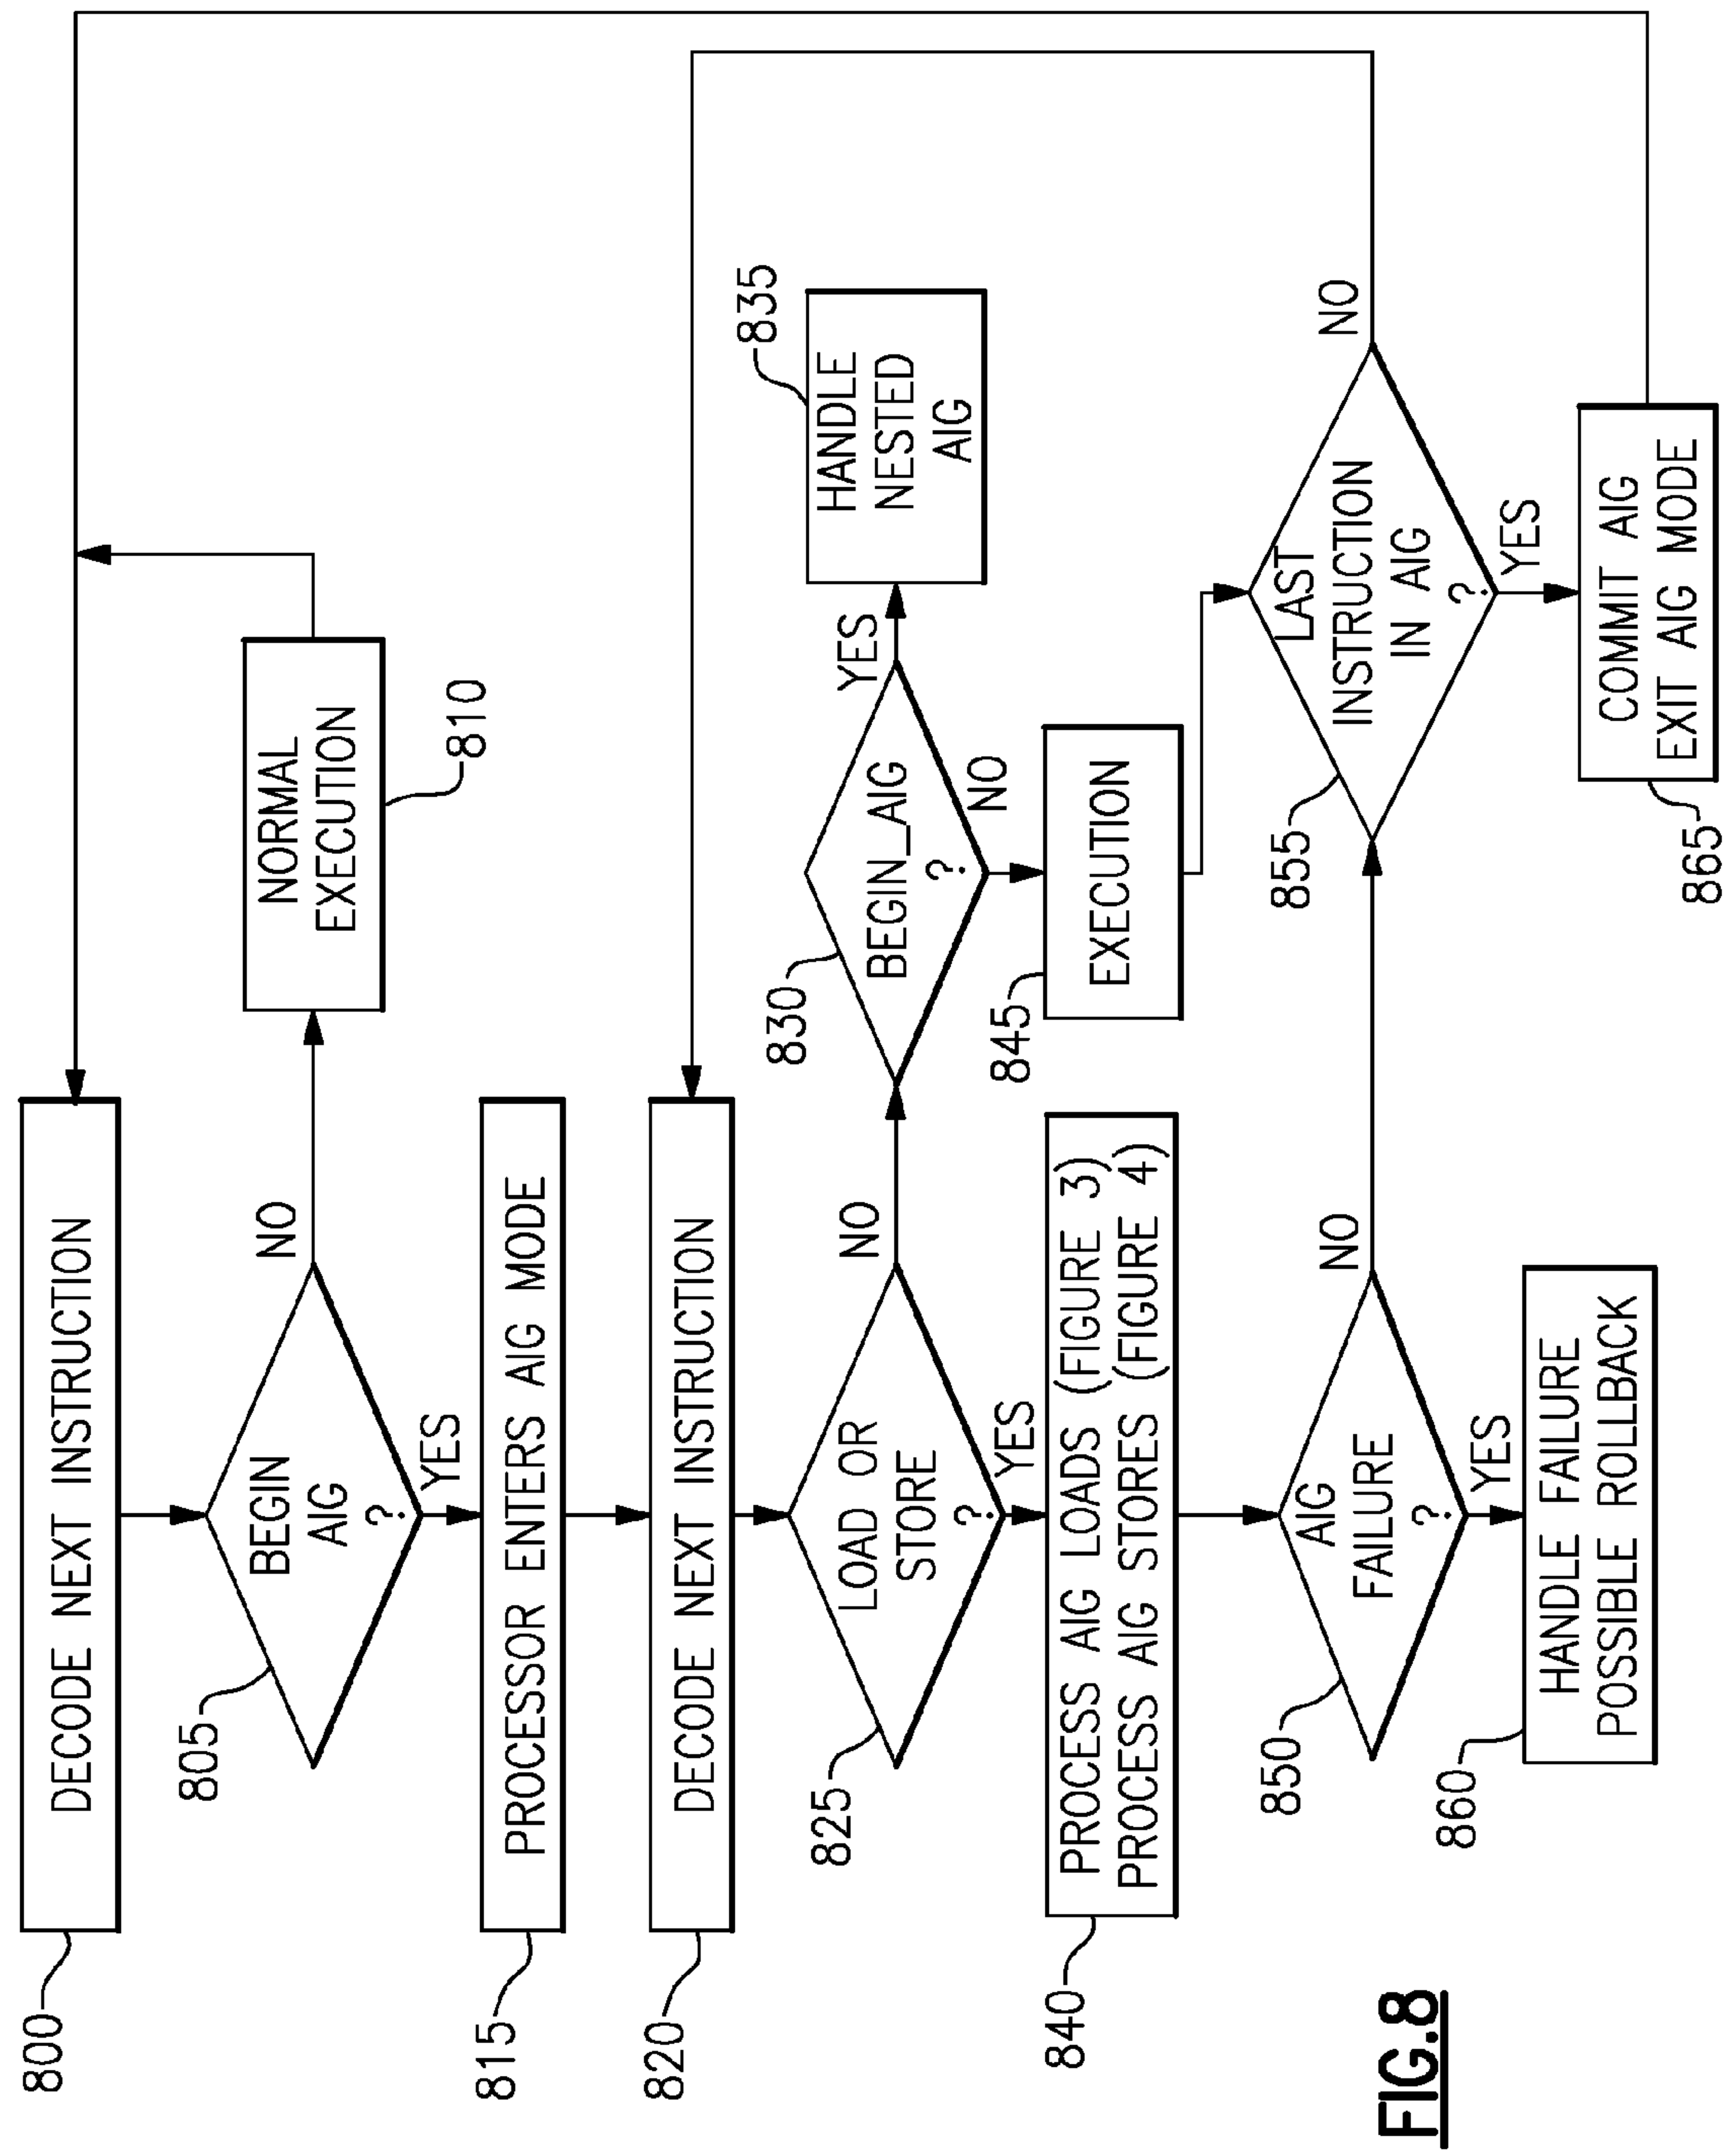 800
DECODE NEXT INSTRUCTION
805
BEGIN
AIG
?
NO
NORMAL
EXECUTION
810
YES
815
PROCESSOR ENTERS AIG MODE
820
DECODE NEXT INSTRUCTION
825
LOAD OR
STORE
?
NO
830
BEGIN_AIG
?
YES
HANDLE
NESTED
AIG
835
YES
NO
840
PROCESS AIG LOADS (FIGURE 3)
PROCESS AIG STORES (FIGURE 4)
845
EXECUTION
850
AIG
FAILURE
?
NO
855
LAST
INSTRUCTION
IN AIG
?
NO
YES
YES
860
HANDLE FAILURE
POSSIBLE ROLLBACK
865
COMMIT AIG
EXIT AIG MODE
FIG.8